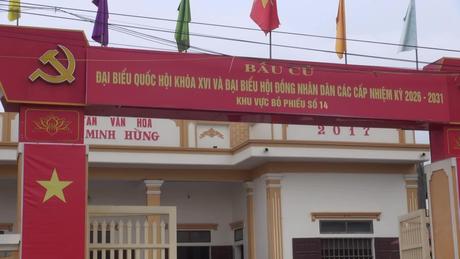 BẦU CỬ
ĐẠI BIỂU QUỐC HỘI KHÓA XVI VÀ ĐẠI BIỂU HỘI ĐỒNG NHÂN DÂN CÁC CẤP NHIỆM KỲ 2026 - 2031
KHU VỰC BỎ PHIẾU SỐ 14
VĂN HÓA
MINH HÙNG
2017